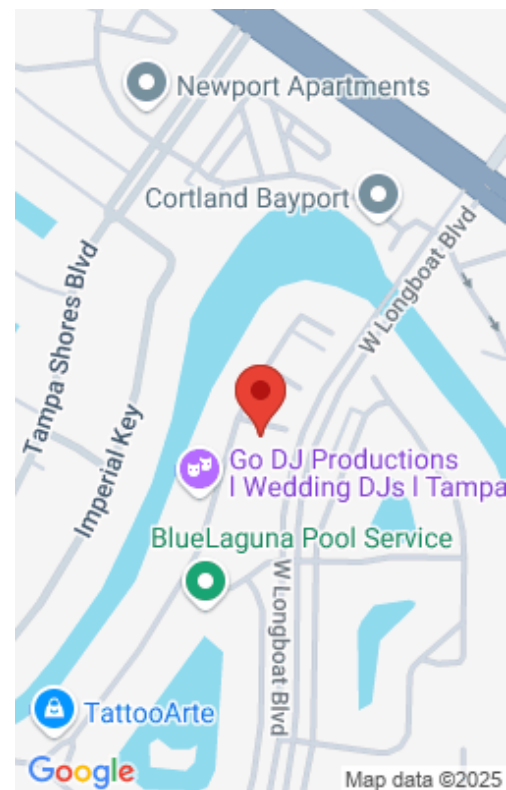 Newport Apartments
Cortland Bayport
W Longboat Blvd
Tampa Shores Blvd
Imperial Key
Go DJ Productions
l Wedding DJs l Tampa
BlueLaguna Pool Service
W Longboat Blvd
TattooArte
Google
Map data ©2025